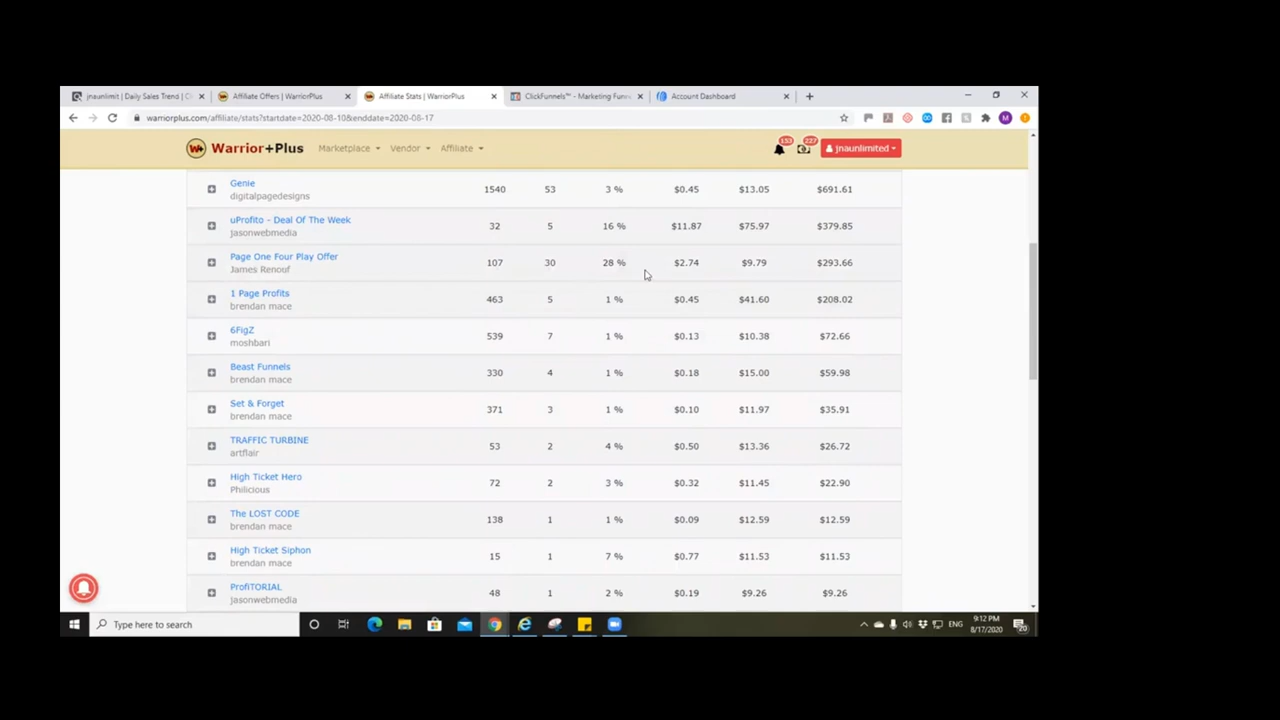 jnaunlimit | Daily Sales Trend | C
Affiliate Offers | WarriorPlus
Affiliate Stats | WarriorPlus
ClickFunnels™ - Marketing Funn
Account Dashboard
warriorplus.com/affiliate/stats?startdate=2020-08-10&enddate=2020-08-17
M
W+ Warrior+Plus Marketplace Vendor Affiliate 227 jnaunlimited
Genie 1540 53 3 % $0.45 $13.05 $691.61
digitalpagedesigns
uProfito - Deal Of The Week 32 5 16 % $11.87 $75.97 $379.85
jasonwebmedia
Page One Four Play Offer 107 30 28 % $2.74 $9.79 $293.66
James Renouf
1 Page Profits 463 5 1 % $0.45 $41.60 $208.02
brendan mace
6FigZ 539 7 1 % $0.13 $10.38 $72.66
moshbari
Beast Funnels 330 4 1 % $0.18 $15.00 $59.98
brendan mace
Set & Forget 371 3 1 % $0.10 $11.97 $35.91
brendan mace
TRAFFIC TURBINE 53 2 4 % $0.50 $13.36 $26.72
artflair
High Ticket Hero 72 2 3 % $0.32 $11.45 $22.90
Philicious
The LOST CODE 138 1 1 % $0.09 $12.59 $12.59
brendan mace
High Ticket Siphon 15 1 7 % $0.77 $11.53 $11.53
brendan mace
ProfiTORIAL 48 1 2 % $0.19 $9.26 $9.26
jasonwebmedia
Type here to search
ENG
9:12 PM
8/17/2020
20